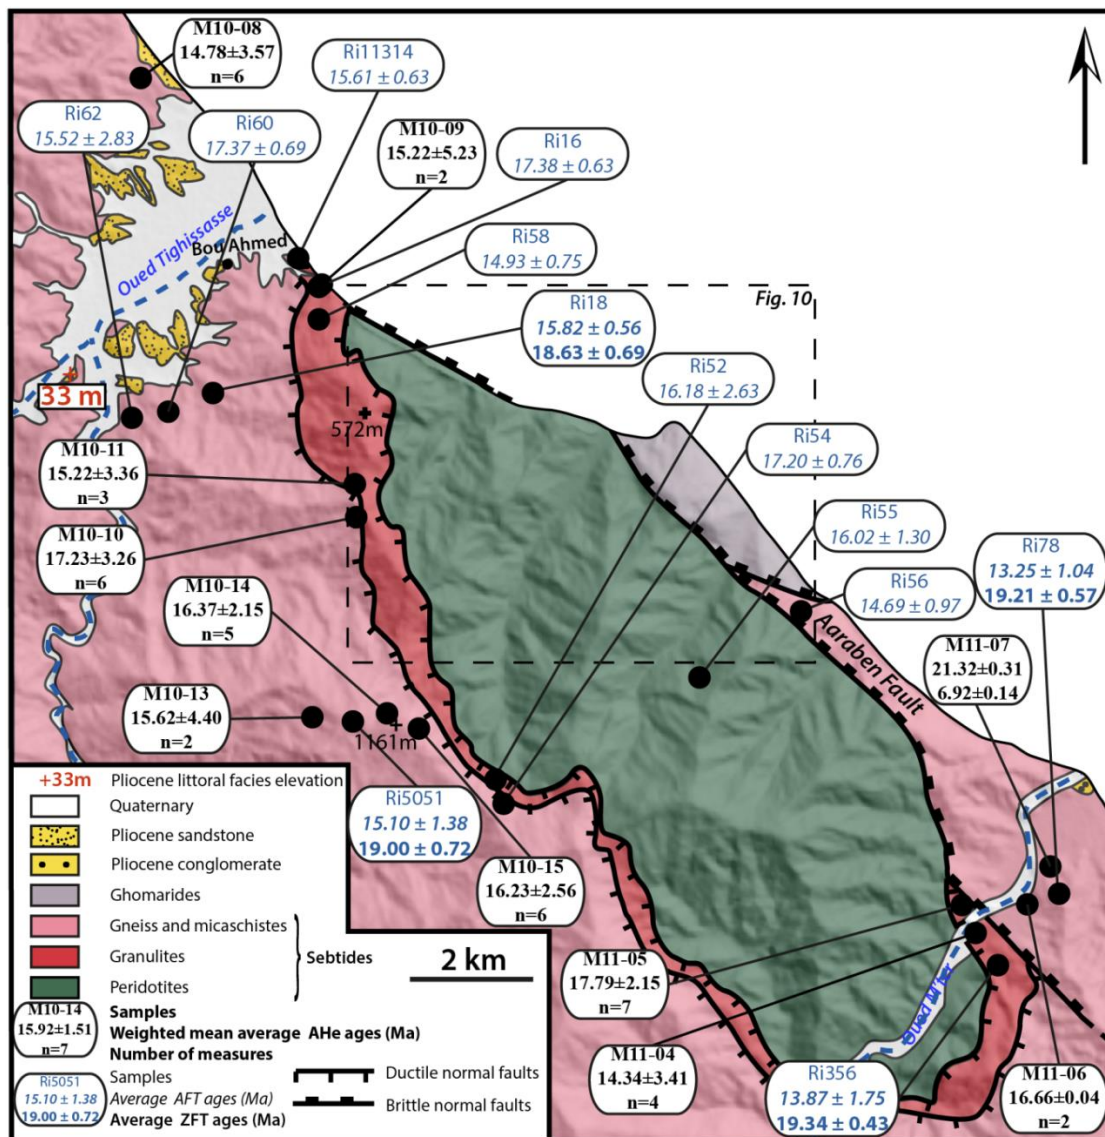 M10-08
14.78±3.57
n=6
Ri11314
15.61 ± 0.63
Ri62
15.52 ± 2.83
Ri60
17.37 ± 0.69
M10-09
15.22±5.23
n=2
Ri16
17.38 ± 0.63
Oued Tighissasse
Bou Ahmed
Ri58
14.93 ± 0.75
Fig. 10
Ri18
15.82 ± 0.56
18.63 ± 0.69
Ri52
16.18 ± 2.63
33 m
572m
Ri54
17.20 ± 0.76
M10-11
15.22±3.36
n=3
M10-10
17.23±3.26
n=6
Ri55
16.02 ± 1.30
Ri78
13.25 ± 1.04
19.21 ± 0.57
M10-14
16.37±2.15
n=5
Ri56
14.69 ± 0.97
Aaraben Fault
M11-07
21.32±0.31
6.92±0.14
M10-13
15.62±4.40
n=2
1161m
Ri5051
15.10 ± 1.38
19.00 ± 0.72
M10-15
16.23±2.56
n=6
M11-05
17.79±2.15
n=7
M11-04
14.34±3.41
n=4
Ri356
13.87 ± 1.75
19.34 ± 0.43
M11-06
16.66±0.04
n=2
+33m Pliocene littoral facies elevation
Quaternary
Pliocene sandstone
Pliocene conglomerate
Ghomarides
Gneiss and micaschistes
Granulites
Sebtides
Peridotites
2 km
M10-14
15.92±1.51
n=7
Samples
Weighted mean average AHe ages (Ma)
Number of measures
Ri5051
15.10 ± 1.38
19.00 ± 0.72
Samples
Average AFT ages (Ma)
Average ZFT ages (Ma)
Ductile normal faults
Brittle normal faults